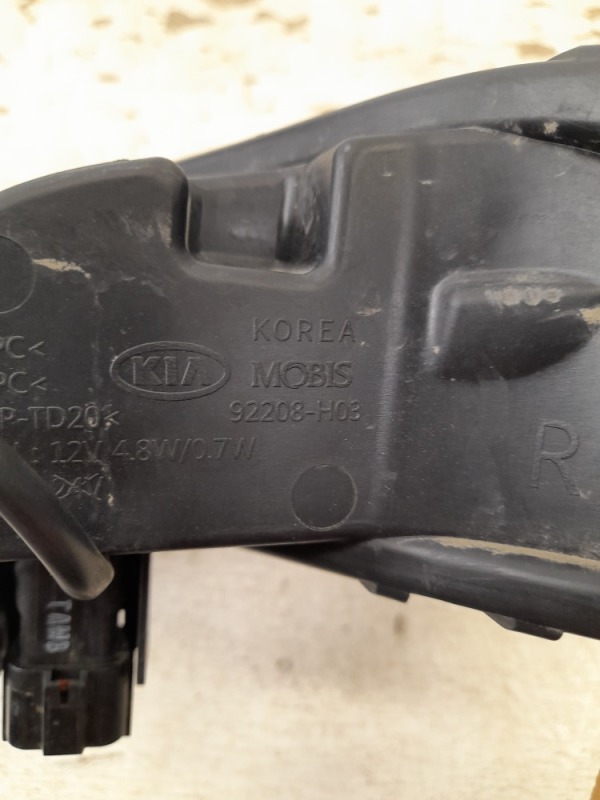 KOREA
PC<
KIA MOBIS
PC<
P-TD20<
92208-H03
: 12V 4.8W/0.7W
R